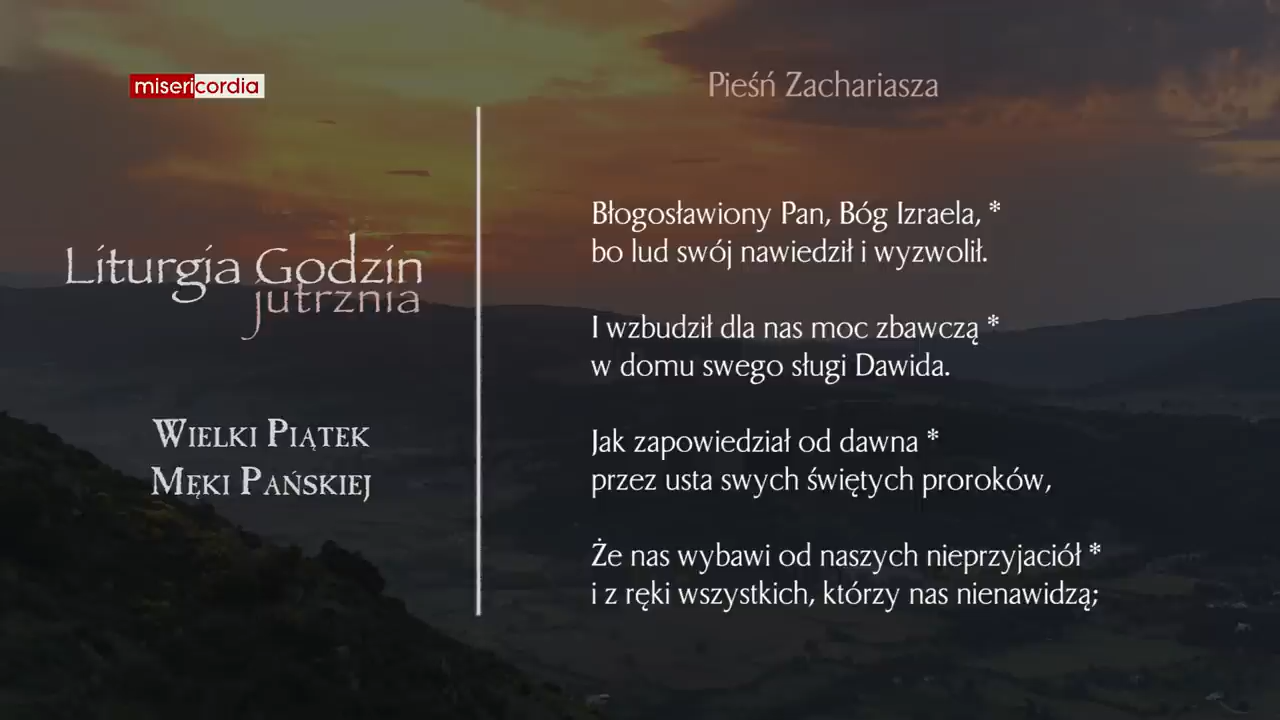 misericordia
Liturgia Godzin
jutrznia
Wielki Piątek
Męki Pańskiej
Pieśń Zachariasza
Błogosławiony Pan, Bóg Izraela, *
bo lud swój nawiedził i wyzwolił.
I wzbudził dla nas moc zbawczą *
w domu swego sługi Dawida.
Jak zapowiedział od dawna *
przez usta swych świętych proroków,
Że nas wybawi od naszych nieprzyjaciół *
i z ręki wszystkich, którzy nas nienawidzą;